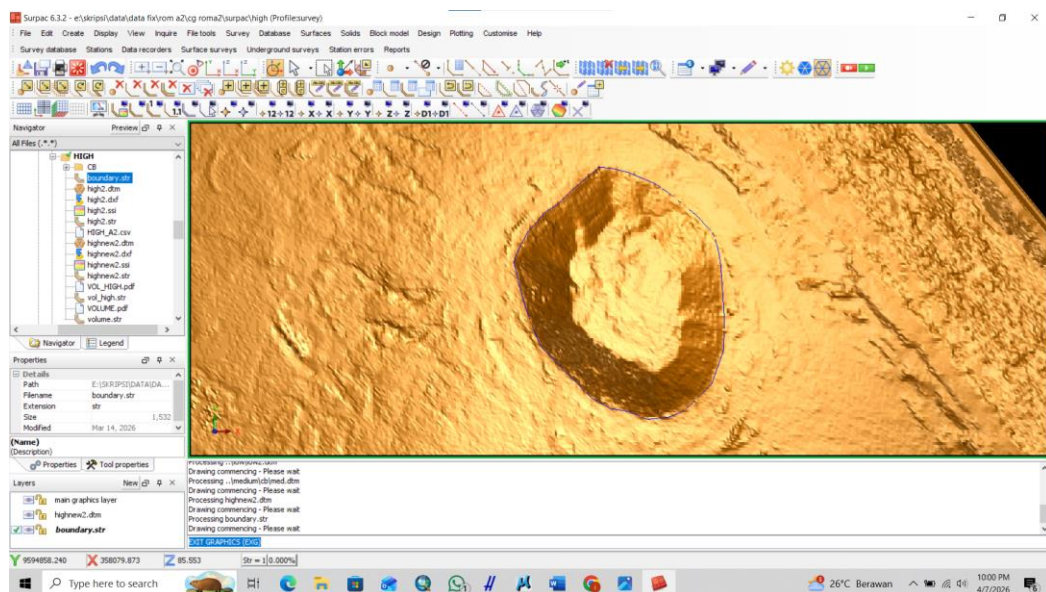 Surpac 6.3.2 - e:\skripsi\data\data fix\rom a2\cg roma2\surpac\high (Profile:survey)
File Edit Create Display View Inquire File tools Survey Database Surfaces Solids Block model Design Plotting Customise Help
Survey database Stations Data recorders Surface surveys Underground surveys Station errors Reports
1.1 12+12 X+X Y+Y Z+Z D1+D1
Navigator Preview
All Files (.*.*)
HIGH
CB
boundary.str
high2.dtm
high2.dxf
high2.ssi
high2.str
HIGH_A2.csv
highnew2.dtm
highnew2.dxf
highnew2.ssi
highnew2.str
VOL_HIGH.pdf
vol_high.str
VOLUME.pdf
volume.str
Navigator Legend
Properties
Details
Path E:\SKRIPSI\DATA\DA...
Filename boundary.str
Extension str
Size 1,532
Modified Mar 14, 2026
(Name)
(Description)
Properties Tool properties
Layers New
main graphics layer
highnew2.dtm
boundary.str
Drawing commencing - Please wait
Processing ..\medium\cb\med.dtm
Drawing commencing - Please wait
Processing highnew2.dtm
Drawing commencing - Please wait
Processing boundary.str
Drawing commencing - Please wait
EXIT GRAPHICS (EXG)
Y 9594858.240 X 358079.873 Z 85.553 Str = 1 0.000%
Type here to search
26°C Berawan
10:00 PM
4/7/2026